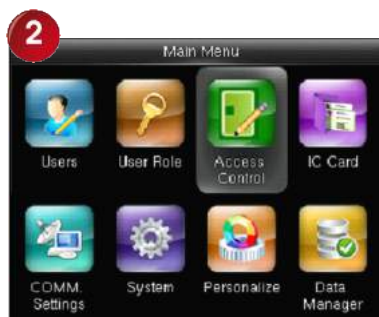 2
Main Menu
Users
User Role
Access
Control
IC Card
COMM.
Settings
System
Personalize
Data
Manager